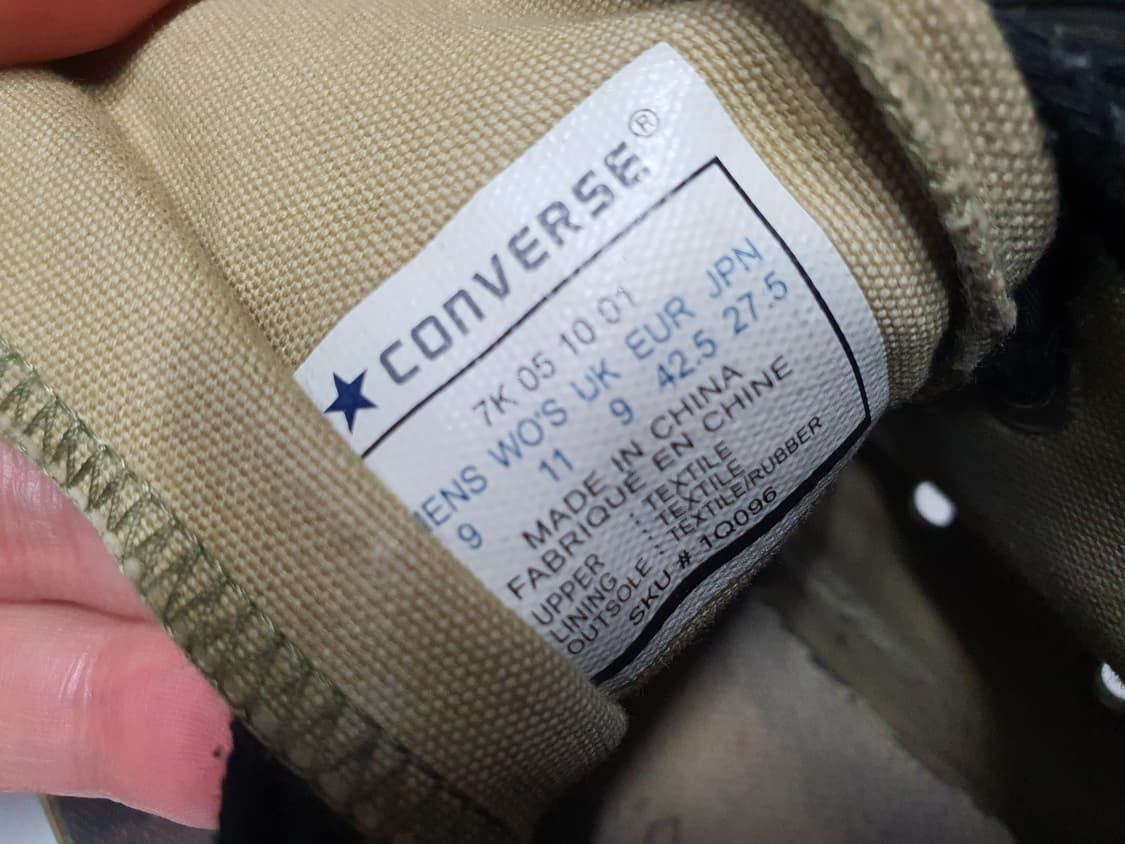 CONVERSE®
7K 05 10 01
MENS WO'S UK EUR JPN
9 11 9 42.5 27.5
MADE IN CHINA
FABRIQUE EN CHINE
UPPER : TEXTILE
LINING : TEXTILE
OUTSOLE : TEXTILE/RUBBER
SKU # 1Q096